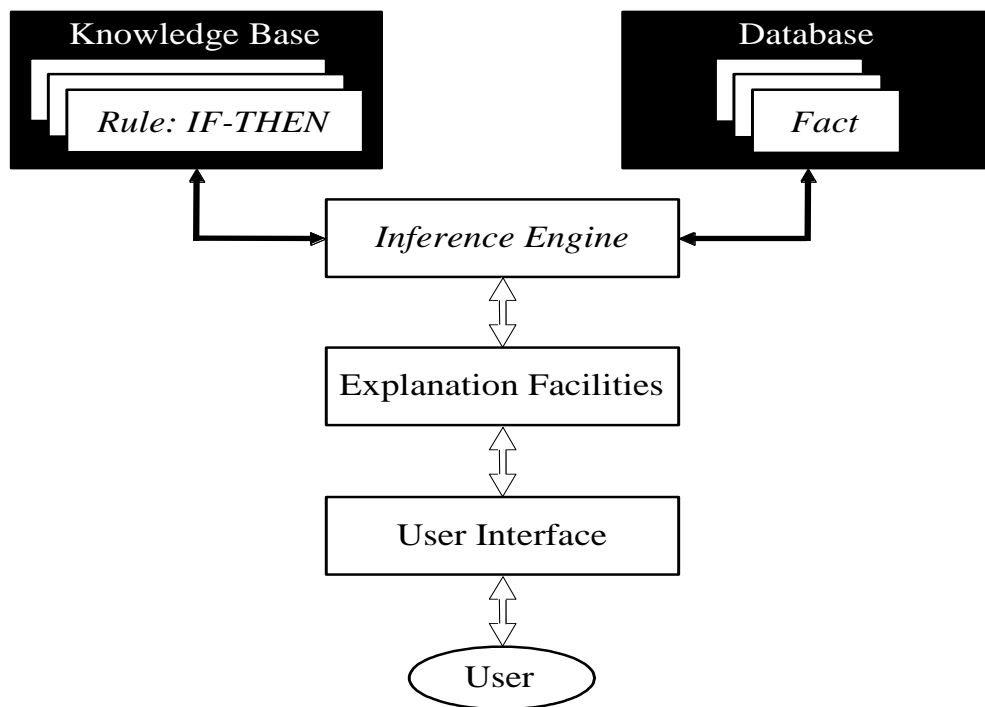 Knowledge Base
Database
Rule: IF-THEN
Fact
Inference Engine
Explanation Facilities
User Interface
User